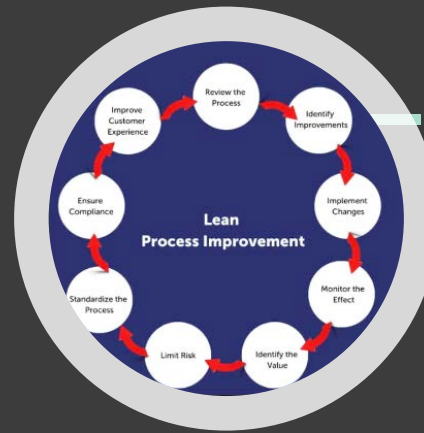 Review the
Process
Identify
Improvements
Implement
Changes
Monitor the
Effect
Identify the
Value
Limit Risk
Standardize the
Process
Ensure
Compliance
Improve
Customer
Experience
Lean
Process Improvement